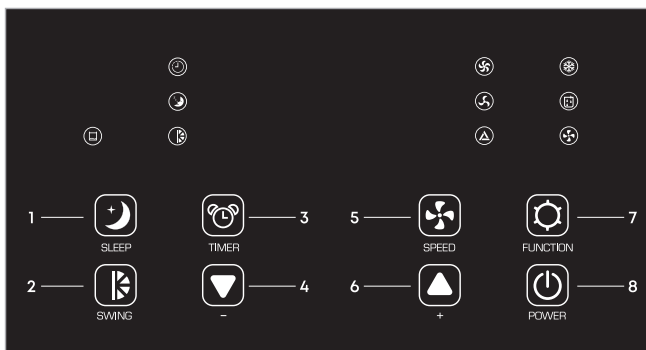 1 SLEEP
TIMER 3
5 SPEED
FUNCTION 7
2 SWING
− 4
6 +
POWER 8